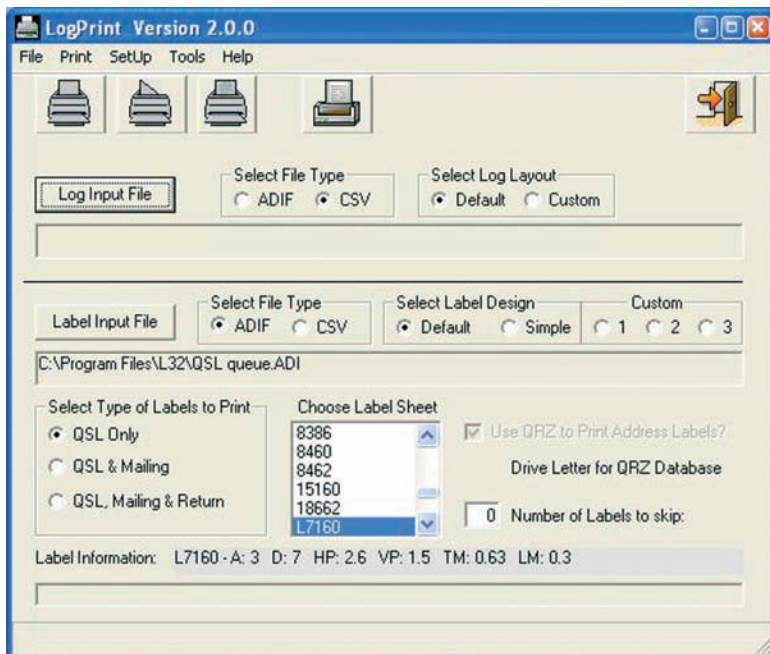 LogPrint Version 2.0.0
File Print SetUp Tools Help
Log Input File
Select File Type
ADIF CSV
Select Log Layout
Default Custom
Label Input File
Select File Type
ADIF CSV
Select Label Design
Default Simple
Custom
1 2 3
C:\Program Files\L32\QSL queue.ADI
Select Type of Labels to Print
QSL Only
QSL & Mailing
QSL, Mailing & Return
Choose Label Sheet
8386
8460
8462
15160
18662
L7160
Use QRZ to Print Address Labels?
Drive Letter for QRZ Database
0 Number of Labels to skip:
Label Information: L7160 - A: 3 D: 7 HP: 2.6 VP: 1.5 TM: 0.63 LM: 0.3